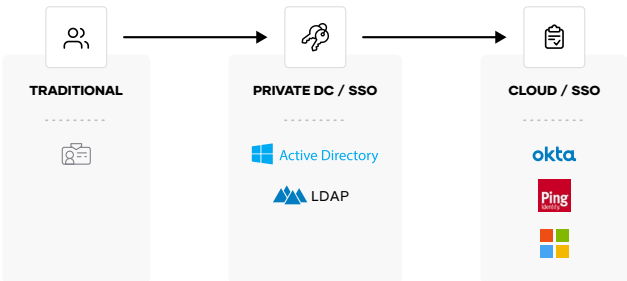 TRADITIONAL
PRIVATE DC / SSO
Active Directory
LDAP
CLOUD / SSO
okta
Ping
Identity